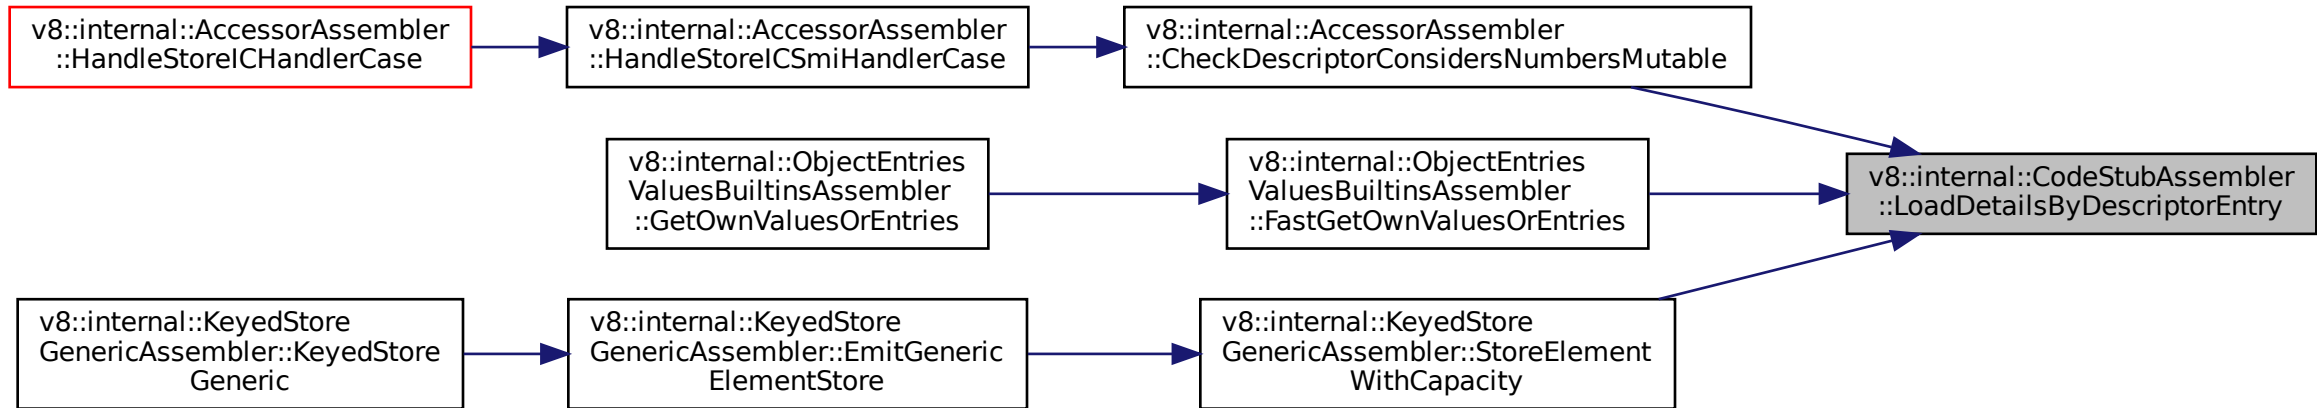 v8::internal::AccessorAssembler
::HandleStoreICHandlerCase
v8::internal::AccessorAssembler
::HandleStoreICSmiHandlerCase
v8::internal::AccessorAssembler
::CheckDescriptorConsidersNumbersMutable
v8::internal::ObjectEntries
ValuesBuiltinsAssembler
::GetOwnValuesOrEntries
v8::internal::ObjectEntries
ValuesBuiltinsAssembler
::FastGetOwnValuesOrEntries
v8::internal::CodeStubAssembler
::LoadDetailsByDescriptorEntry
v8::internal::KeyedStore
GenericAssembler::KeyedStore
Generic
v8::internal::KeyedStore
GenericAssembler::EmitGeneric
ElementStore
v8::internal::KeyedStore
GenericAssembler::StoreElement
WithCapacity